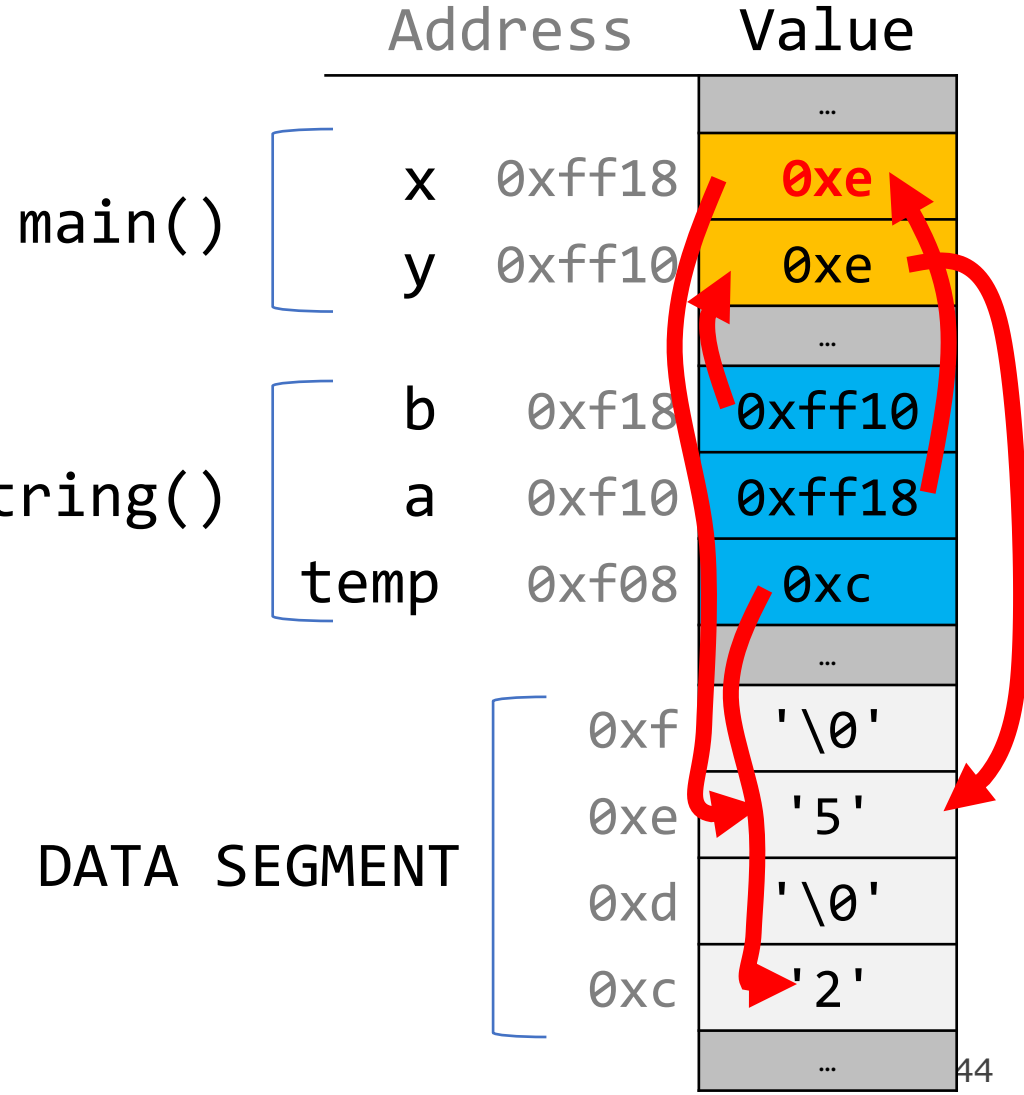 Address Value
…
x 0xff18 0xe
main()
y 0xff10 0xe
…
b 0xf18 0xff10
tring() a 0xf10 0xff18
temp 0xf08 0xc
…
0xf '\0'
0xe '5'
DATA SEGMENT
0xd '\0'
0xc '2'
… 44